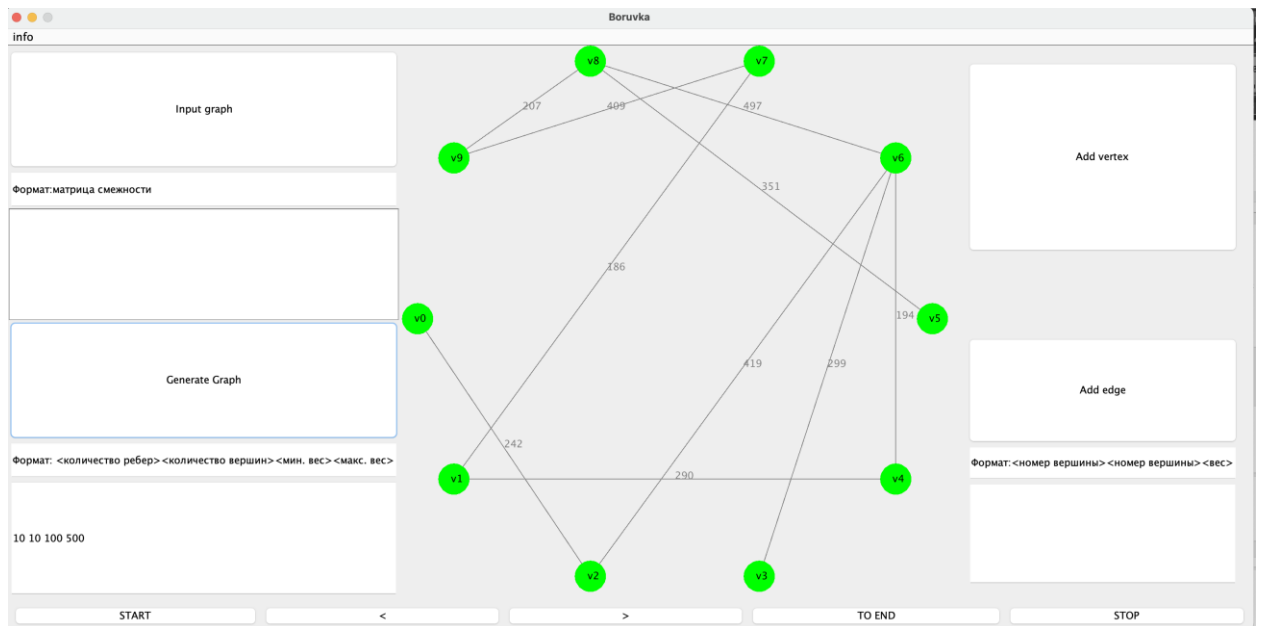 Boruvka
info
Input graph
Формат:матрица смежности
Generate Graph
Формат: <количество ребер><количество вершин><мин. вес><макс. вес>
10 10 100 500
v8
v7
207
409
497
v9
v6
351
186
v0
194
v5
419
299
242
290
v1
v4
v2
v3
Add vertex
Add edge
Формат:<номер вершины><номер вершины><вес>
START
<
>
TO END
STOP